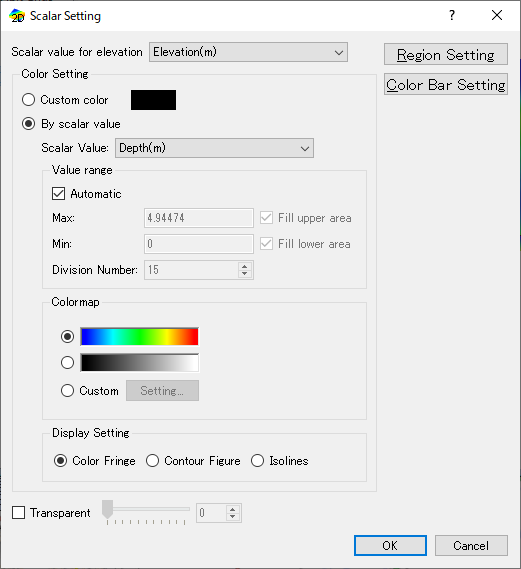 2D Scalar Setting
Scalar value for elevation Elevation(m)
Region Setting
Color Setting
Color Bar Setting
Custom color
By scalar value
Scalar Value: Depth(m)
Value range
Automatic
Max: 4.94474 Fill upper area
Min: 0 Fill lower area
Division Number: 15
Colormap
Custom Setting...
Display Setting
Color Fringe Contour Figure Isolines
Transparent 0
OK Cancel